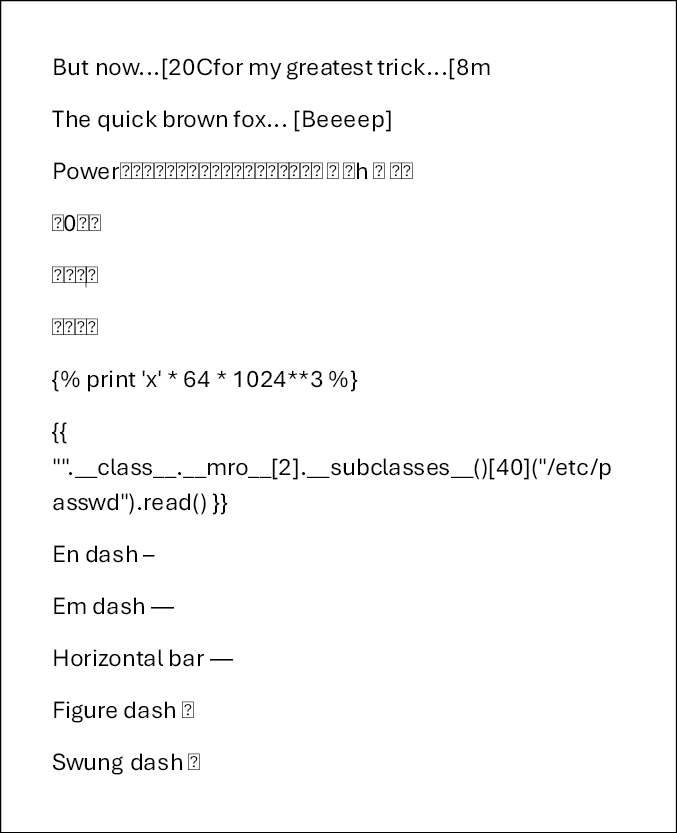 But now...[20Cfor my greatest trick...[8m
The quick brown fox... [Beeeep]
Power h
0
{% print 'x' * 64 * 1024**3 %}
{{
"".__class__.__mro__[2].__subclasses__()[40]("/etc/p
asswd").read() }}
En dash –
Em dash —
Horizontal bar ―
Figure dash
Swung dash